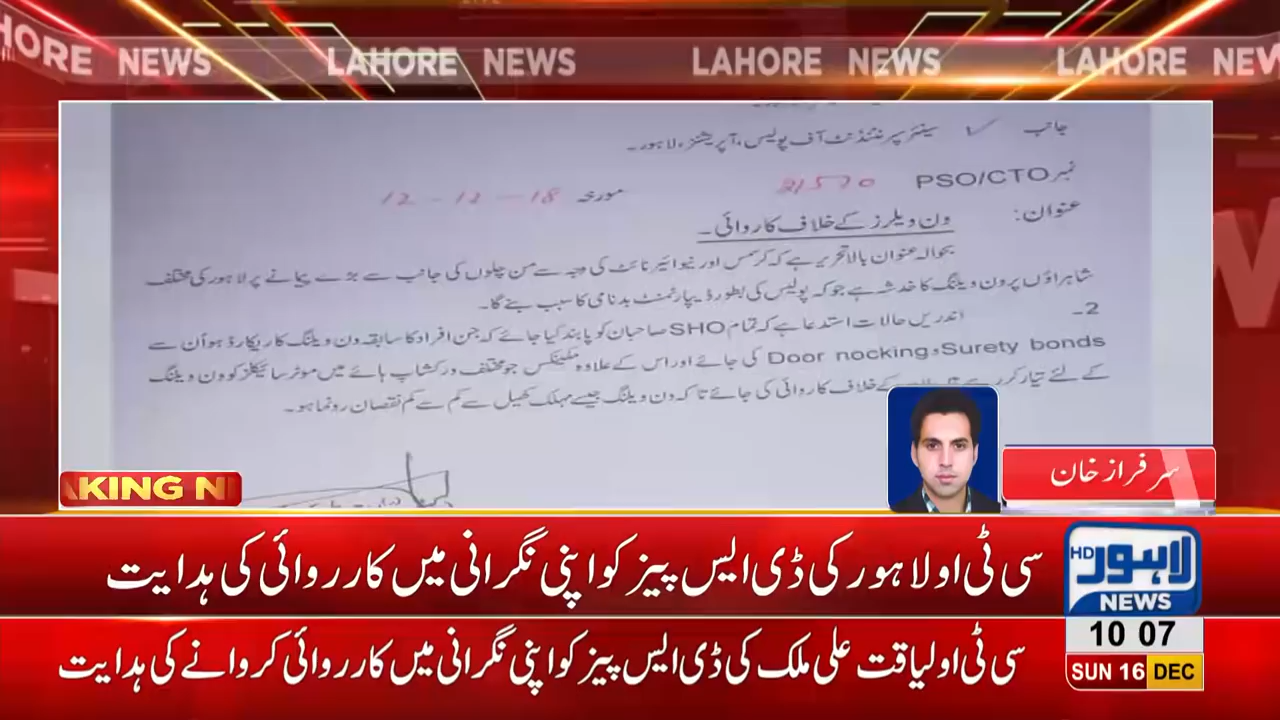 LAHORE NEWS LAHORE NEWS LAHORE NEWS LAHORE NEW
جانب ✓ سینئر سپرنٹنڈنٹ آف پولیس، آپریشنز، لاہور۔
نمبر PSO/CTO 21570 مورخہ 12-12-18
عنوان: ون ویلرز کے خلاف کاروائی۔
بحوالہ عنوان بالا تحریر ہے کہ کرسمس اور نیو ائیر نائٹ کی وجہ سے من چلوں کی جانب سے بڑے پیمانے پر لاہور کی مختلف
شاہراؤں پر ون ویلنگ کا خدشہ ہے جو کہ پولیس کی بطور ڈیپارٹمنٹ بدنامی کا سبب بنے گا۔
2۔ اندریں حالات استدعا ہے کہ تمام SHO صاحبان کو پابند کیا جائے کہ جن افراد کا سابقہ ون ویلنگ کا ریکارڈ ہو اُن سے
Surety bonds و Door nocking کی جائے اور اس کے علاوہ مکینکس جو مختلف ورکشاپ ہائے میں موٹر سائیکلز کو ون ویلنگ
کے لئے تیار کر کے خلاف کاروائی کی جائے تاکہ ون ویلنگ جیسے مہلک کھیل سے کم سے کم نقصان رونما ہو۔
سرفراز خان
AKING N
سی ٹی او لاہور کی ڈی ایس پیز کو اپنی نگرانی میں کارروائی کی ہدایت
HD لاہور
NEWS
سی ٹی او لیاقت علی ملک کی ڈی ایس پیز کو اپنی نگرانی میں کارروائی کروانے کی ہدایت
10 07
SUN 16 DEC